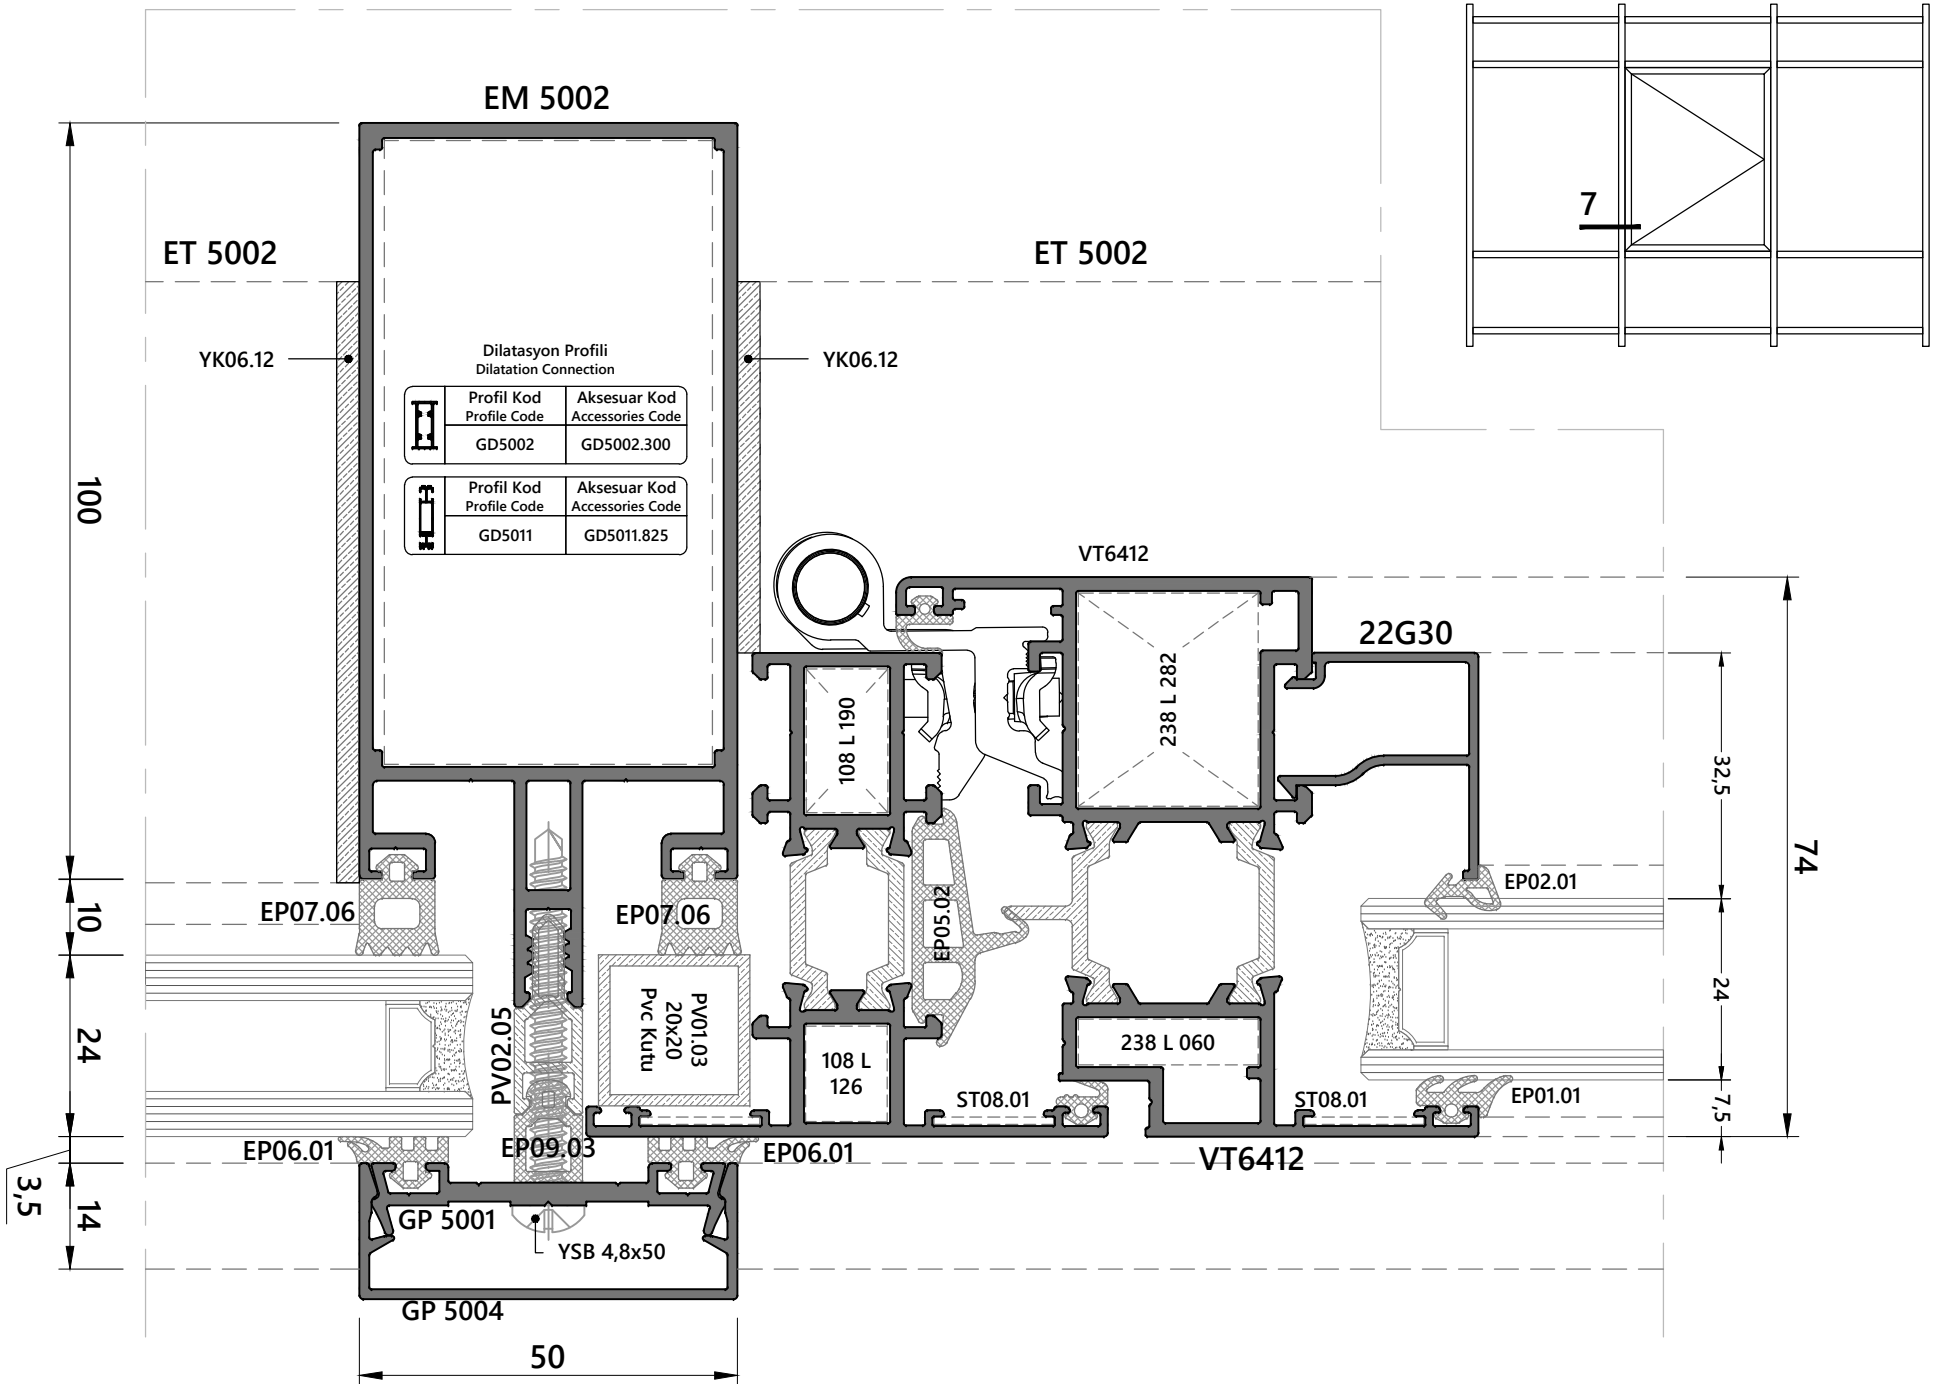 EM 5002
7
ET 5002
ET 5002
YK06.12
YK06.12
Dilatasyon Profili
Dilatation Connection
Profil Kod
Profile Code
Aksesuar Kod
Accessories Code
GD5002
GD5002.300
Profil Kod
Profile Code
Aksesuar Kod
Accessories Code
GD5011
GD5011.825
100
VT6412
22G30
238 L 282
108 L 190
32,5
74
EP02.01
EP07.06
EP07.06
EP05.02
10
24
PV02.05
PV01.03
20x20
Pvc Kutu
108 L
126
238 L 060
24
ST08.01
ST08.01
EP01.01
7,5
EP06.01
EP09.03
EP06.01
VT6412
3,5
14
GP 5001
YSB 4,8x50
GP 5004
50